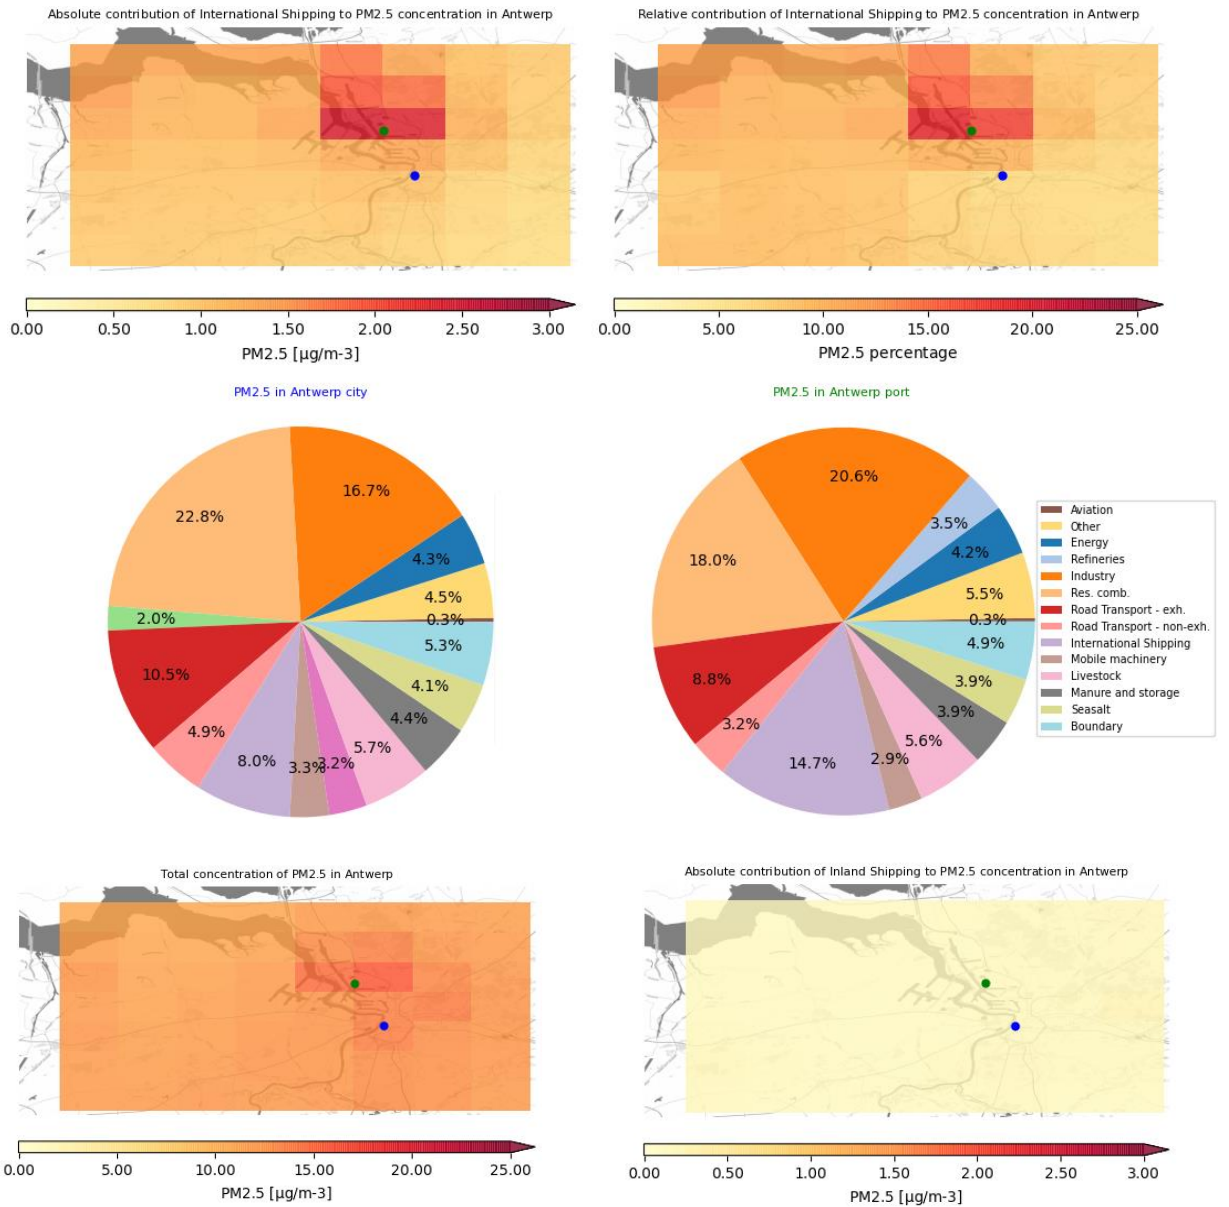 Absolute contribution of International Shipping to PM2.5 concentration in Antwerp
Relative contribution of International Shipping to PM2.5 concentration in Antwerp
0.00 0.50 1.00 1.50 2.00 2.50 3.00
PM2.5 [µg/m-3]
0.00 5.00 10.00 15.00 20.00 25.00
PM2.5 percentage
PM2.5 in Antwerp city
16.7%
22.8%
4.3%
4.5%
2.0%
0.3%
5.3%
10.5%
4.1%
4.4%
4.9%
5.7%
8.0%
3.3%
3.2%
PM2.5 in Antwerp port
20.6%
3.5%
4.2%
18.0%
5.5%
0.3%
4.9%
8.8%
3.9%
3.9%
3.2%
5.6%
14.7%
2.9%
Aviation
Other
Energy
Refineries
Industry
Res. comb.
Road Transport - exh.
Road Transport - non-exh.
International Shipping
Mobile machinery
Livestock
Manure and storage
Seasalt
Boundary
Total concentration of PM2.5 in Antwerp
0.00 5.00 10.00 15.00 20.00 25.00
PM2.5 [µg/m-3]
Absolute contribution of Inland Shipping to PM2.5 concentration in Antwerp
0.00 0.50 1.00 1.50 2.00 2.50 3.00
PM2.5 [µg/m-3]